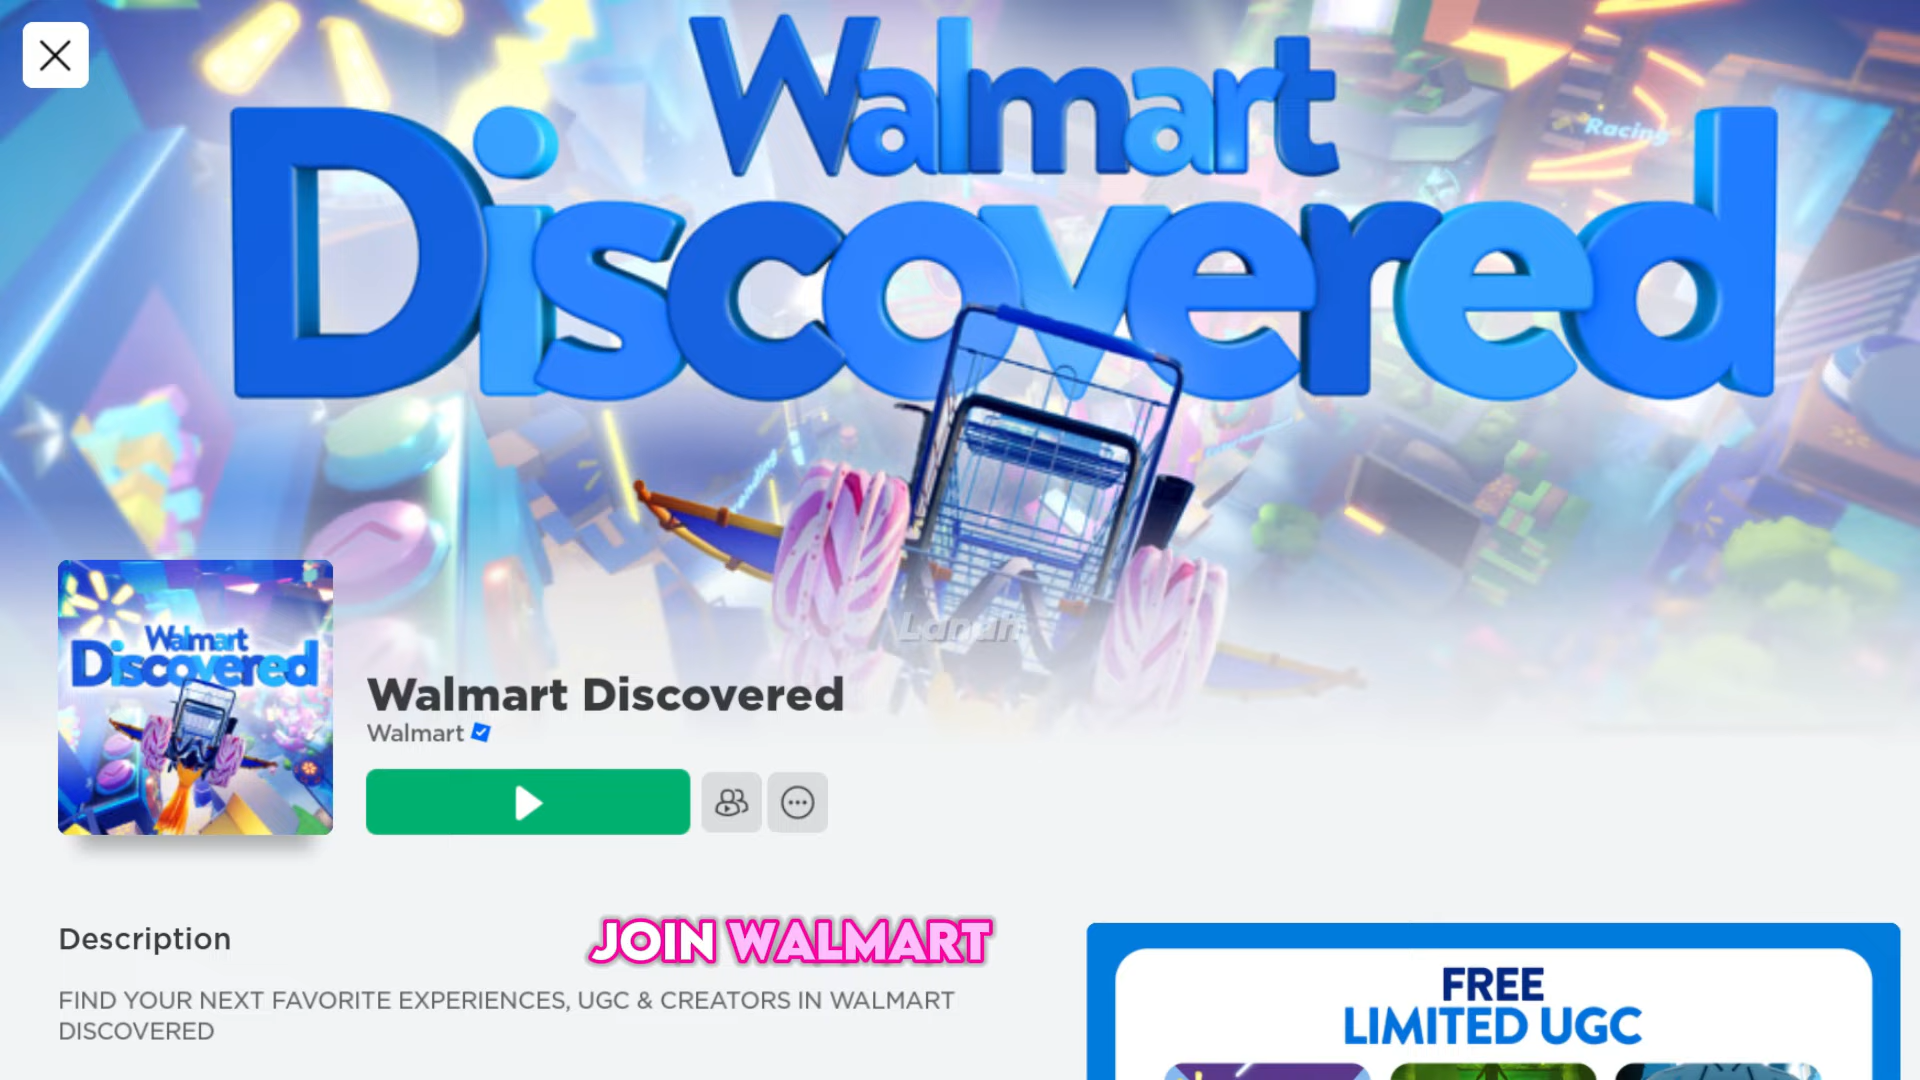 Walmart
Discovered
Racing
Lanah
Walmart
Discovered
Walmart Discovered
Walmart
Description
JOIN WALMART
FIND YOUR NEXT FAVORITE EXPERIENCES, UGC & CREATORS IN WALMART
DISCOVERED
FREE
LIMITED UGC